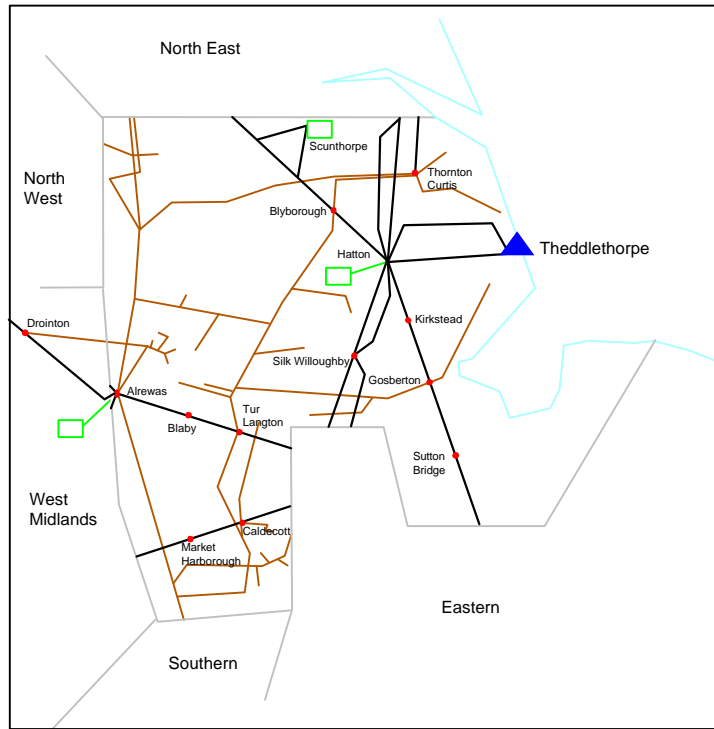 North East
Scunthorpe
North
West
Thornton
Curtis
Blyborough
Theddlethorpe
Hatton
Kirkstead
Drointon
Silk Willoughby
Gosberton
Alrewas
Tur
Langton
Blaby
Sutton
Bridge
West
Midlands
Caldecott
Market
Harborough
Eastern
Southern